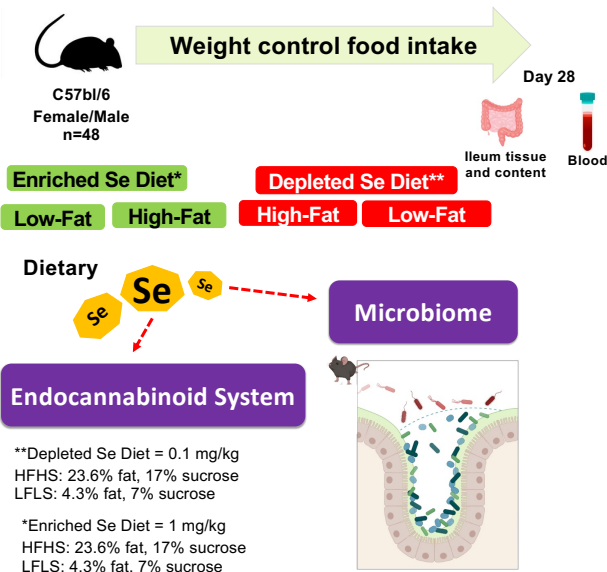 Weight control food intake
Day 28
C57bl/6
Female/Male
n=48
Ileum tissue
and content
Blood
Enriched Se Diet*
Depleted Se Diet**
Low-Fat
High-Fat
High-Fat
Low-Fat
Dietary
Se
Se
Se
Microbiome
Endocannabinoid System
**Depleted Se Diet = 0.1 mg/kg
HFHS: 23.6% fat, 17% sucrose
LFLS: 4.3% fat, 7% sucrose
*Enriched Se Diet = 1 mg/kg
HFHS: 23.6% fat, 17% sucrose
LFLS: 4.3% fat, 7% sucrose